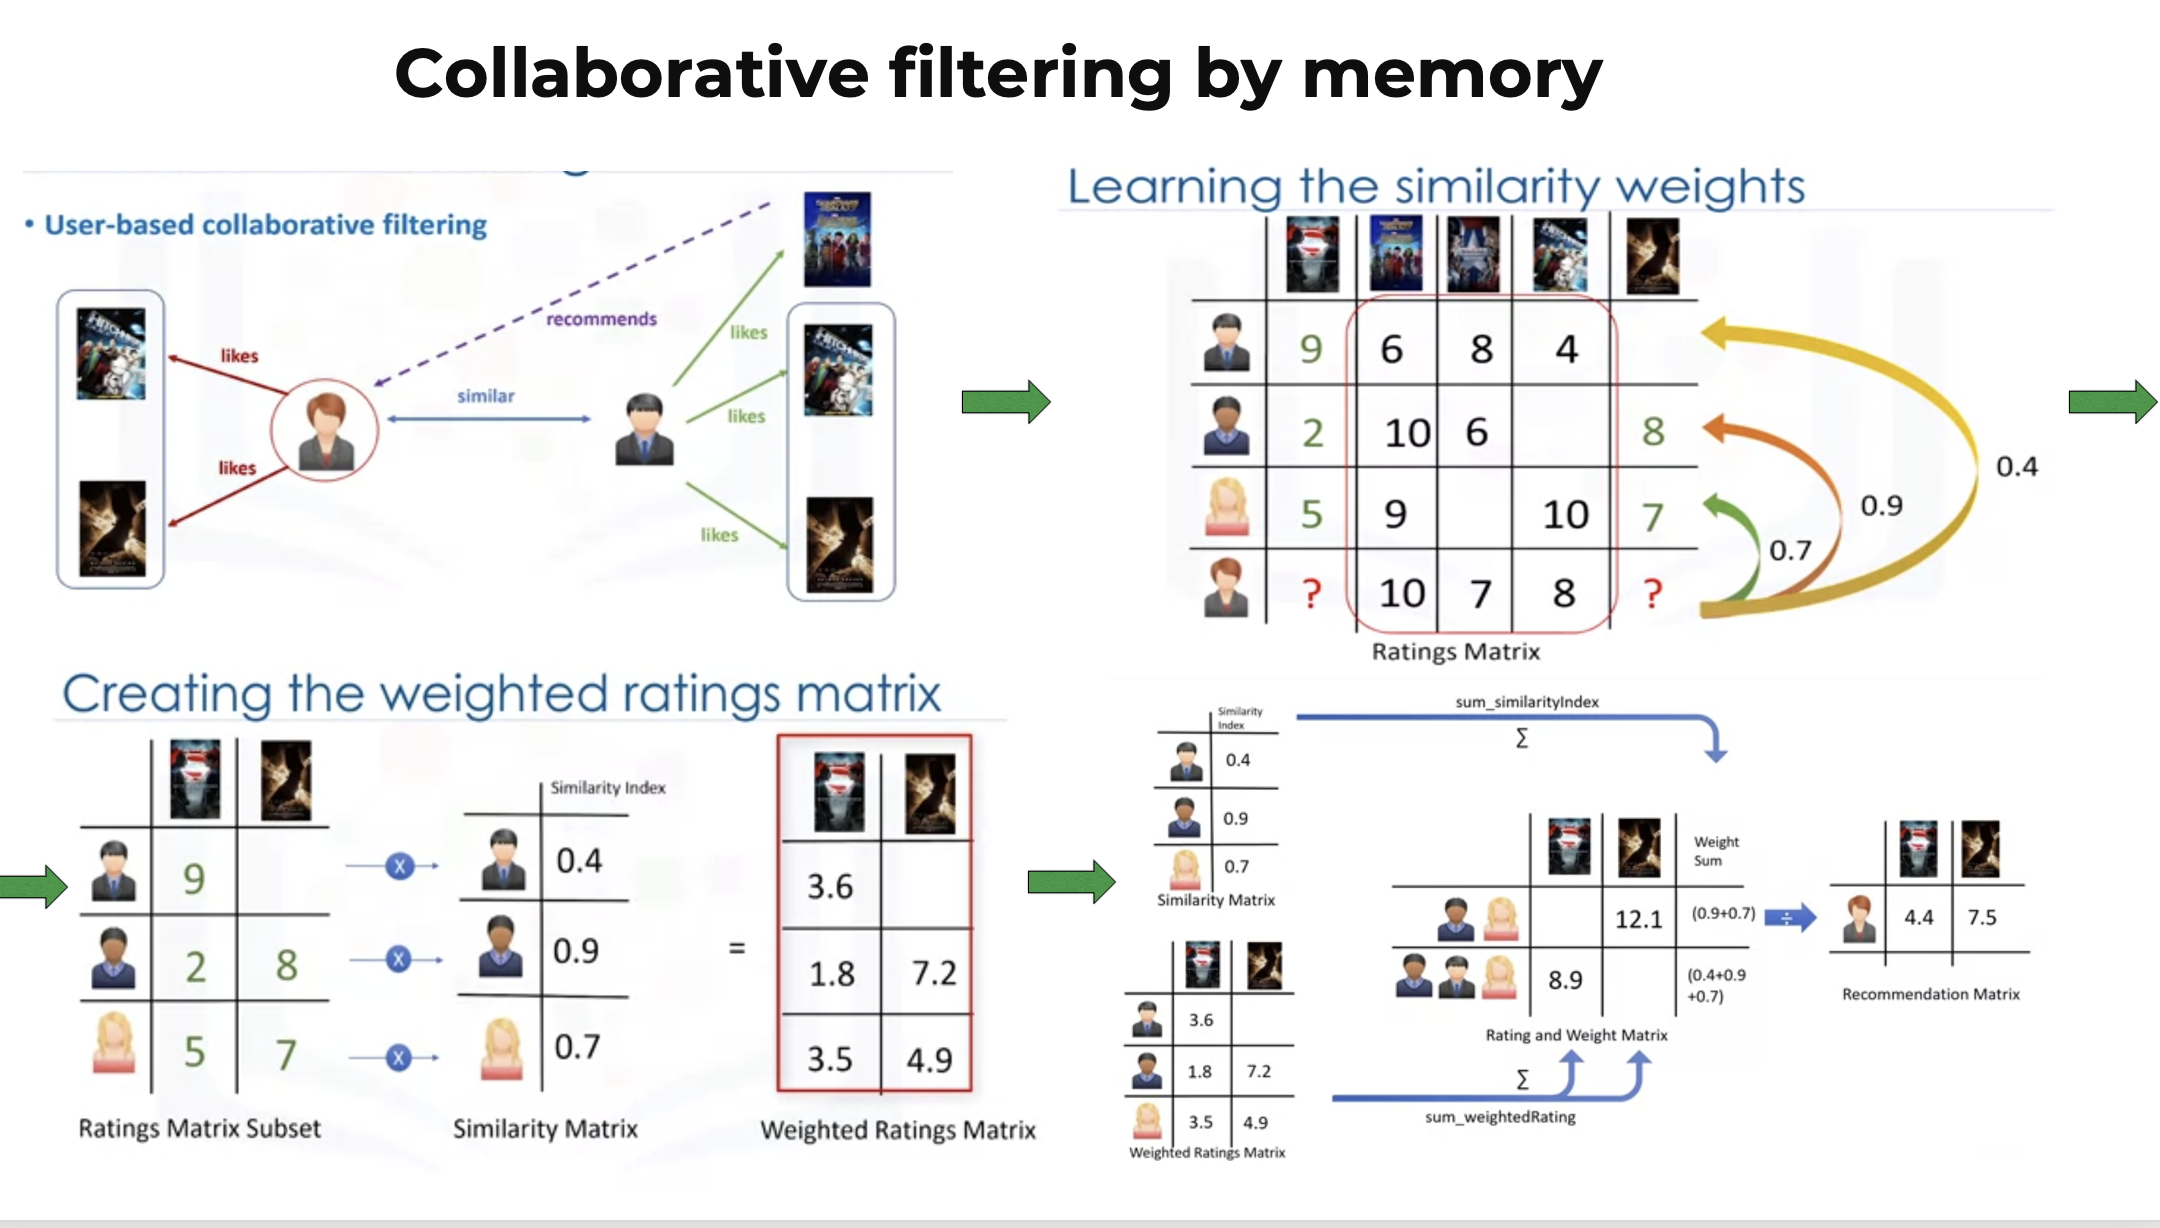 Collaborative filtering by memory
• User-based collaborative filtering
recommends
likes
likes
similar
likes
likes
likes
Learning the similarity weights
9 6 8 4
2 10 6 8
5 9 10 7
? 10 7 8 ?
0.4
0.9
0.7
Ratings Matrix
Creating the weighted ratings matrix
9
2 8
5 7
Ratings Matrix Subset
X
X
X
Similarity Index
0.4
0.9
0.7
Similarity Matrix
=
3.6
1.8 7.2
3.5 4.9
Weighted Ratings Matrix
Similarity
Index
0.4
0.9
0.7
Similarity Matrix
sum_similarityIndex
Σ
3.6
1.8 7.2
3.5 4.9
Weighted Ratings Matrix
Weight
Sum
12.1 (0.9+0.7)
8.9 (0.4+0.9
+0.7)
Rating and Weight Matrix
Σ
sum_weightedRating
÷
4.4 7.5
Recommendation Matrix